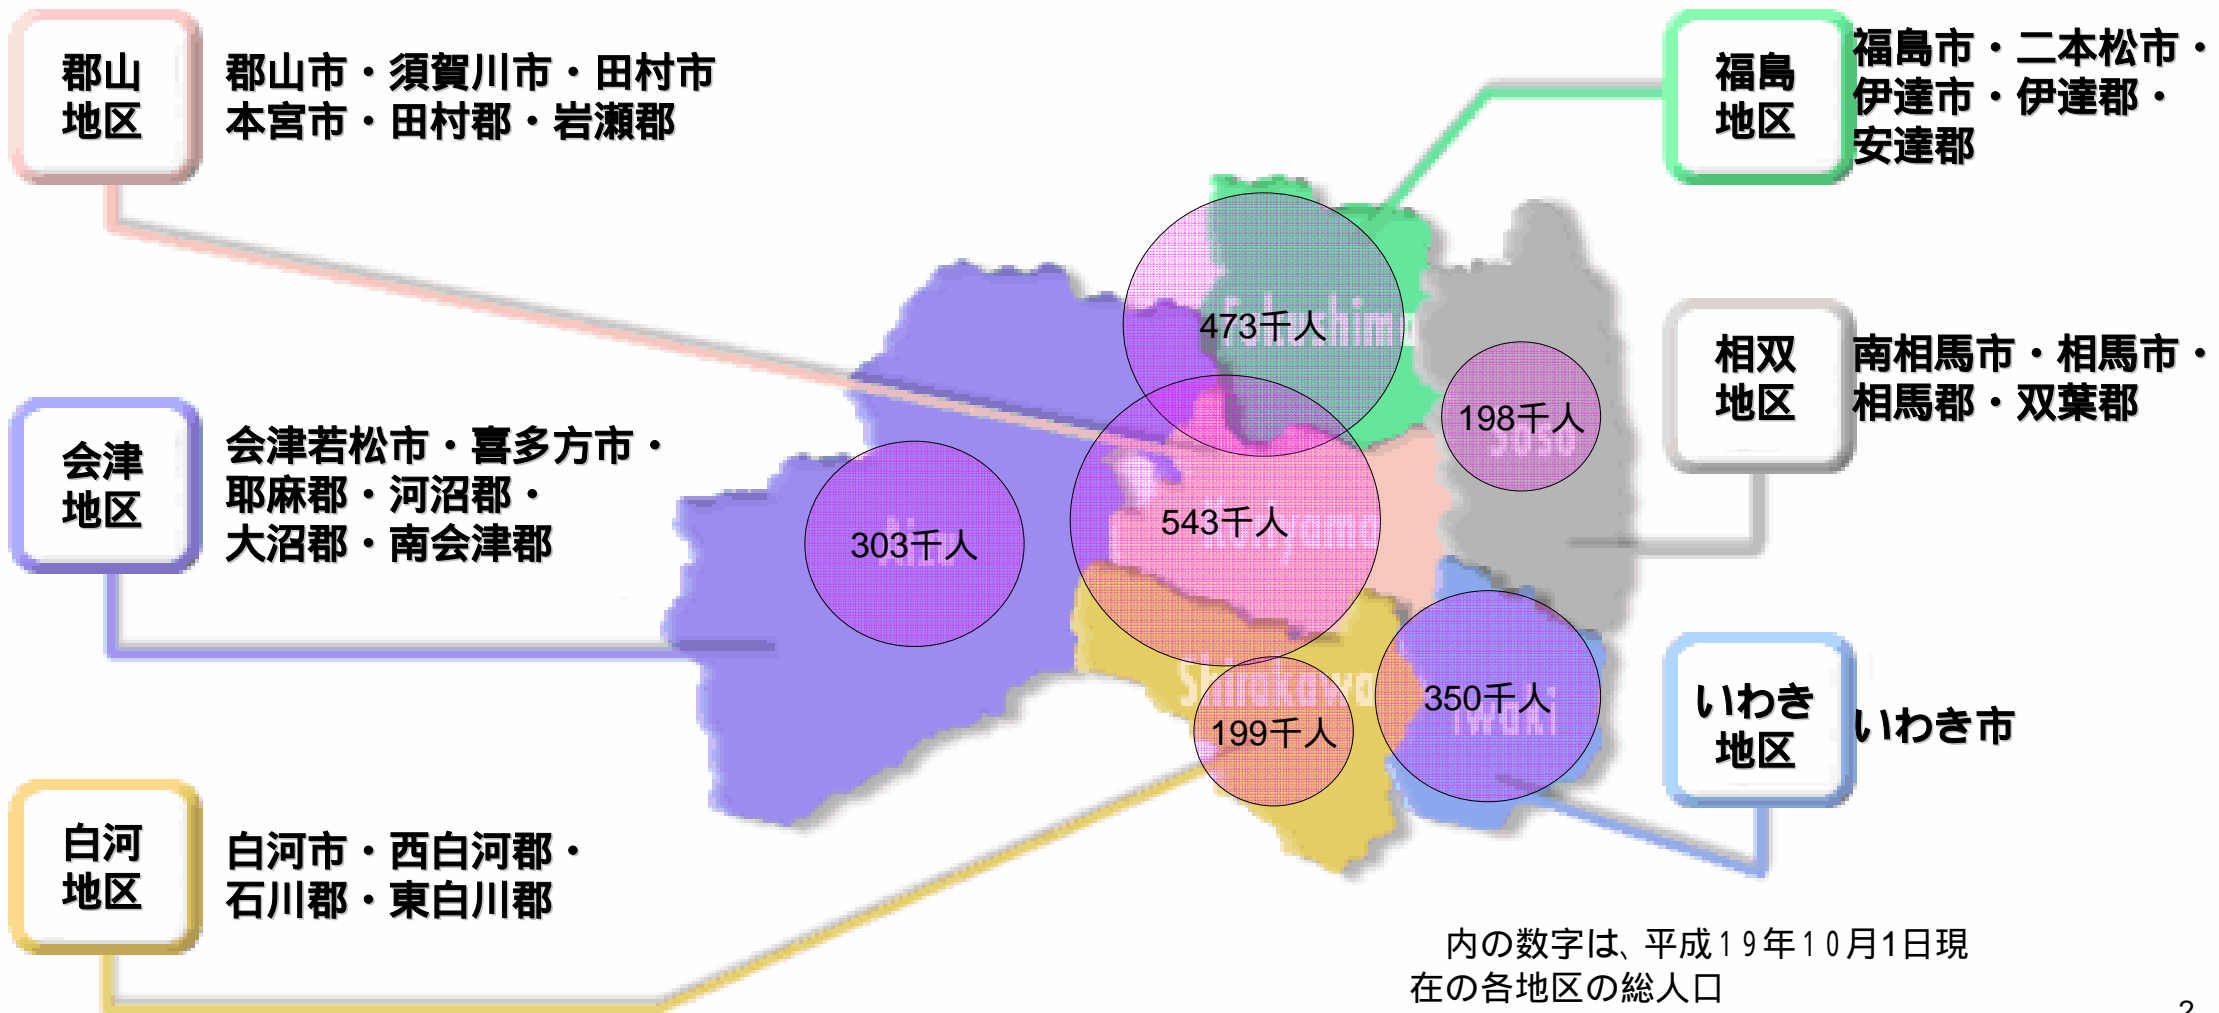 郡山
地区
郡山市・須賀川市・田村市
本宮市・田村郡・岩瀬郡
福島
地区
福島市・二本松市・
伊達市・伊達郡・
安達郡
会津
地区
会津若松市・喜多方市・
耶麻郡・河沼郡・
大沼郡・南会津郡
相双
地区
南相馬市・相馬市・
相馬郡・双葉郡
白河
地区
白河市・西白河郡・
石川郡・東白川郡
いわき
地区
いわき市
Fukushima
473千人
Soso
198千人
Koriyama
543千人
Aizu
303千人
Shirakawa
199千人
Iwaki
350千人
内の数字は、平成19年10月1日現
在の各地区の総人口
2